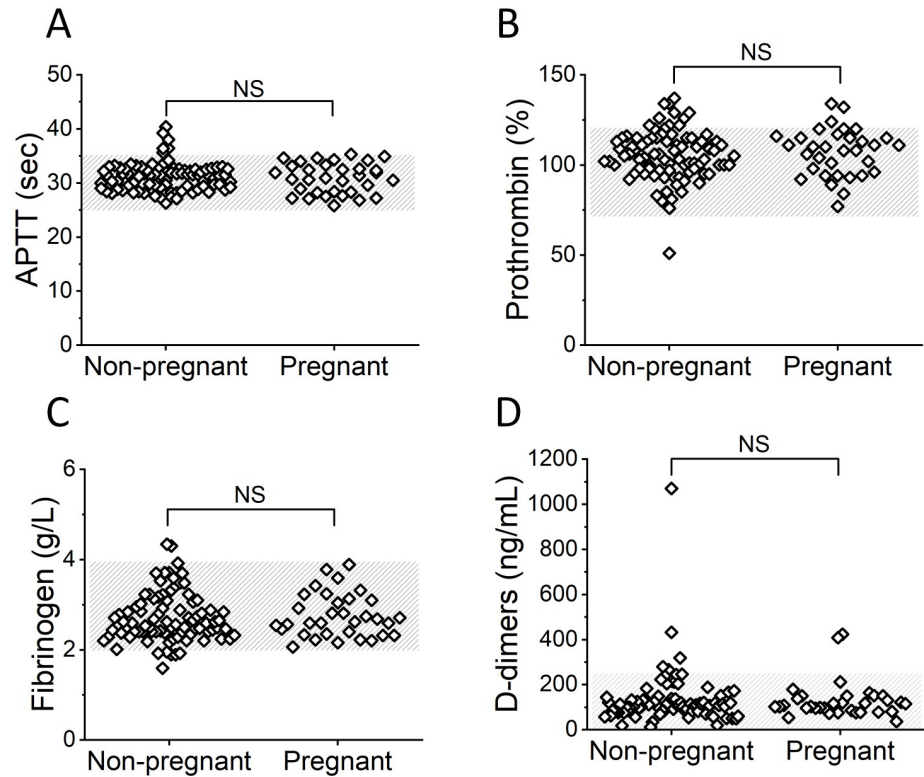 A
APTT (sec)
50
40
30
20
10
0
NS
Non-pregnant
Pregnant
B
Prothrombin (%)
150
100
50
0
NS
Non-pregnant
Pregnant
C
Fibrinogen (g/L)
6
4
2
0
NS
Non-pregnant
Pregnant
D
D-dimers (ng/mL)
1200
1000
800
600
400
200
0
NS
Non-pregnant
Pregnant